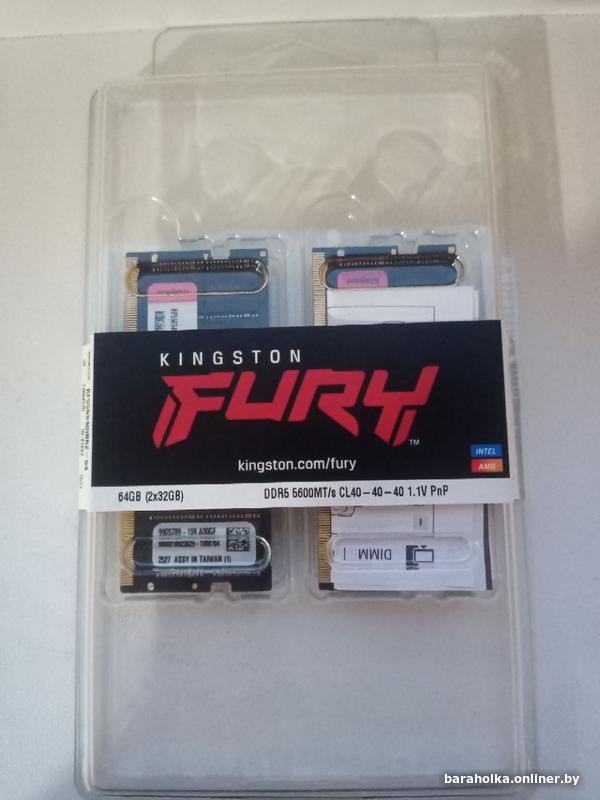 KINGSTON
FURY
TM
kingston.com/fury
INTEL
AMD
64GB (2x32GB)
DDR5 5600MT/s CL40-40-40 1.1V PnP
2527 ASSY IN TAIWAN (1)
DIMM
baraholka.onliner.by